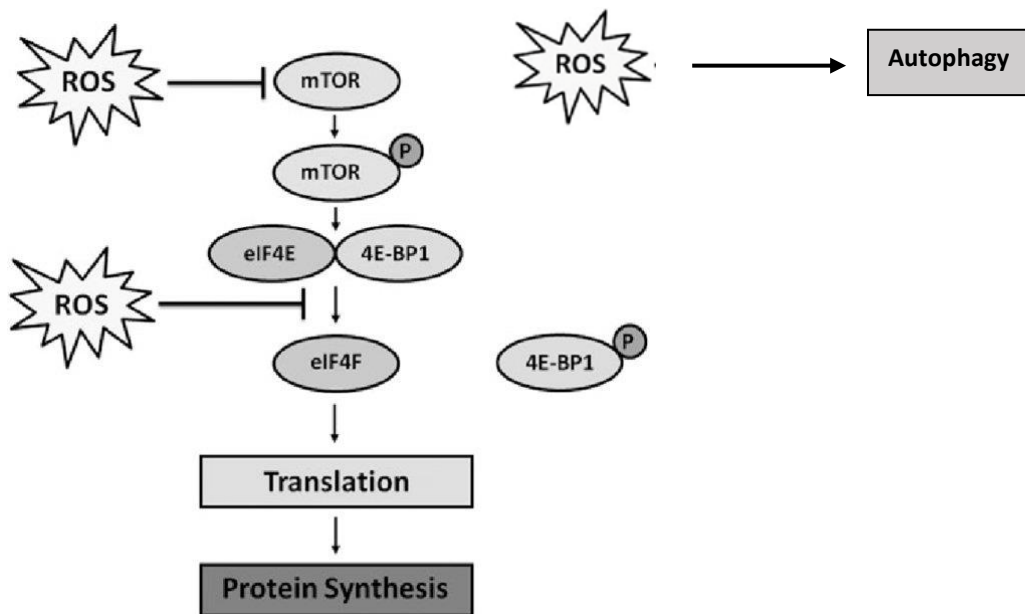 ROS
mTOR
ROS
Autophagy
P
mTOR
eIF4E
4E-BP1
ROS
eIF4F
P
4E-BP1
Translation
Protein Synthesis